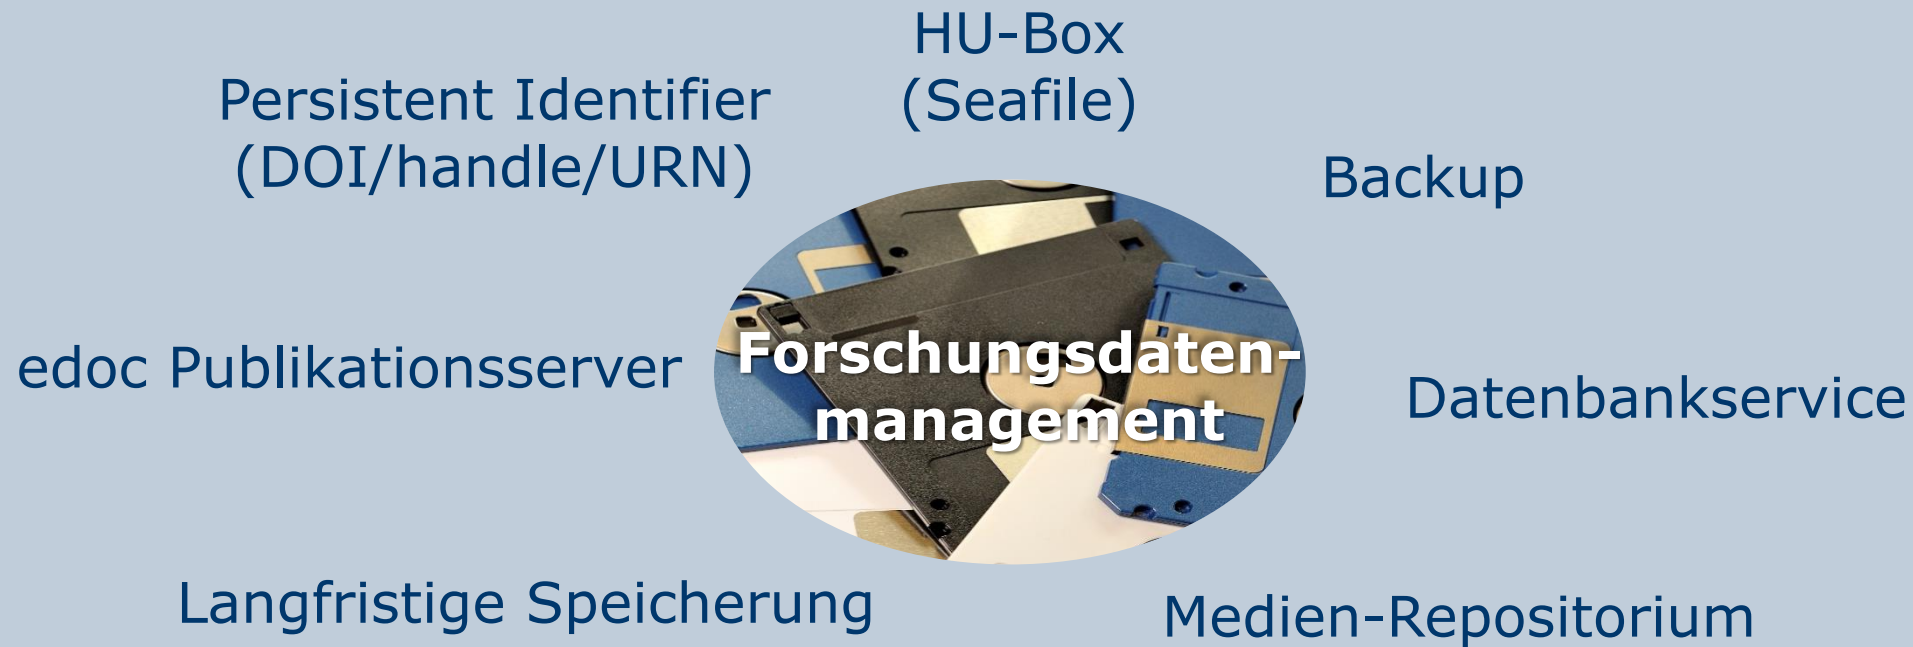 HU-Box
(Seafile)
Persistent Identifier
(DOI/handle/URN)
Backup
edoc Publikationsserver
Forschungsdaten-
management
Datenbankservice
Langfristige Speicherung
Medien-Repositorium